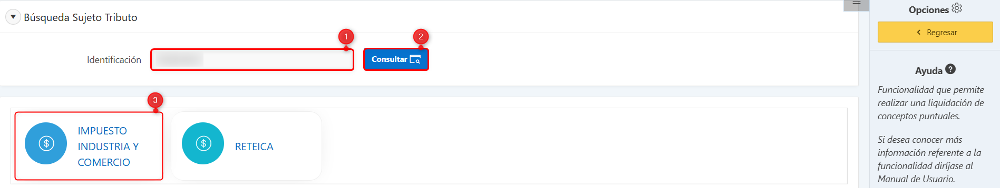 Búsqueda Sujeto Tributo
1
2
Identificación
Consultar
3
IMPUESTO
INDUSTRIA Y
COMERCIO
RETEICA
Opciones
Regresar
Ayuda
Funcionalidad que permite
realizar una liquidación de
conceptos puntuales.
Si desea conocer más
información referente a la
funcionalidad diríjase al
Manual de Usuario.